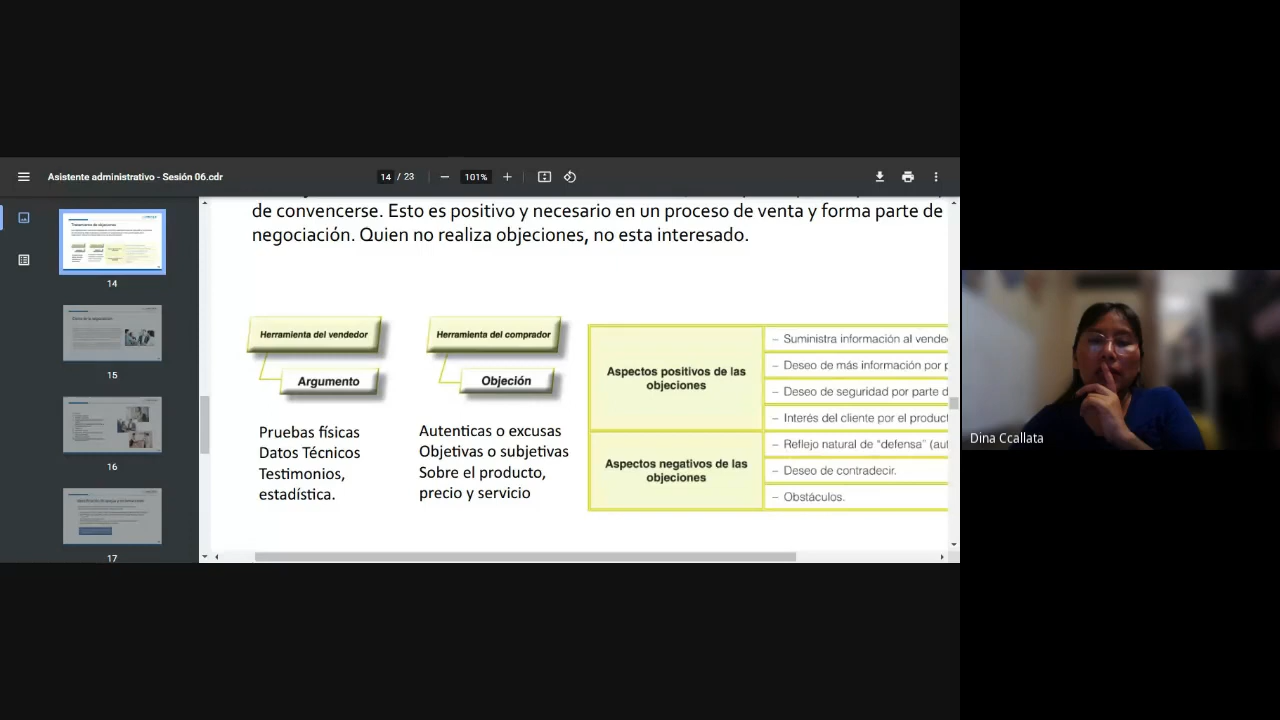 Asistente administrativo - Sesión 06.cdr
14 / 23
101%
de convencerse. Esto es positivo y necesario en un proceso de venta y forma parte de
negociación. Quien no realiza objeciones, no esta interesado.
Herramienta del vendedor
Argumento
Pruebas físicas
Datos Técnicos
Testimonios,
estadística.
Herramienta del comprador
Objeción
Autenticas o excusas
Objetivas o subjetivas
Sobre el producto,
precio y servicio
Aspectos positivos de las
objeciones
– Suministra información al vende
– Deseo de más información por p
– Deseo de seguridad por parte d
– Interés del cliente por el product
Aspectos negativos de las
objeciones
– Reflejo natural de "defensa" (aut
– Deseo de contradecir.
– Obstáculos.
14
15
16
17
Dina Ccallata